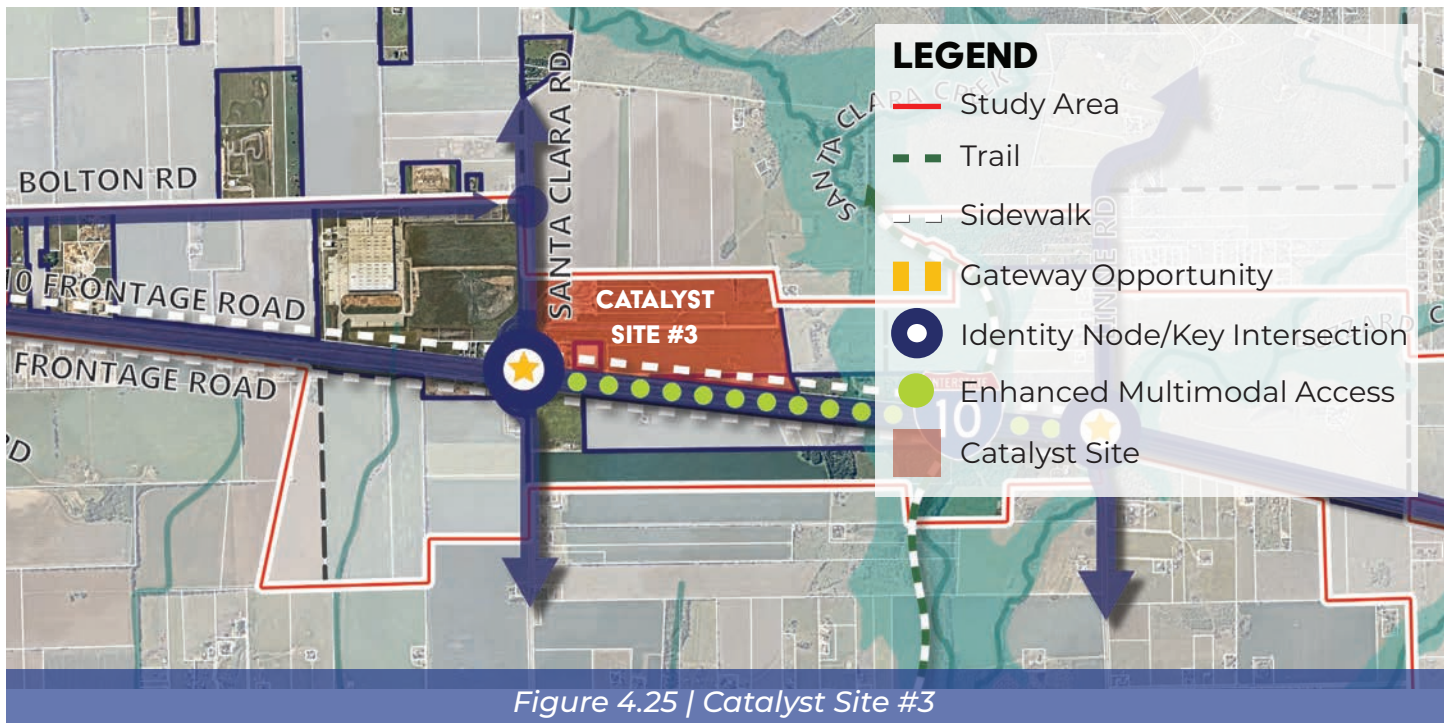 LEGEND
Study Area
Trail
Sidewalk
Gateway Opportunity
Identity Node/Key Intersection
Enhanced Multimodal Access
Catalyst Site
SANTA CLARA CREEK
SANTA CLARA RD
BOLTON RD
10 FRONTAGE ROAD
FRONTAGE ROAD
RD
CATALYST
SITE #3
INTERSTATE
10
Figure 4.25 | Catalyst Site #3